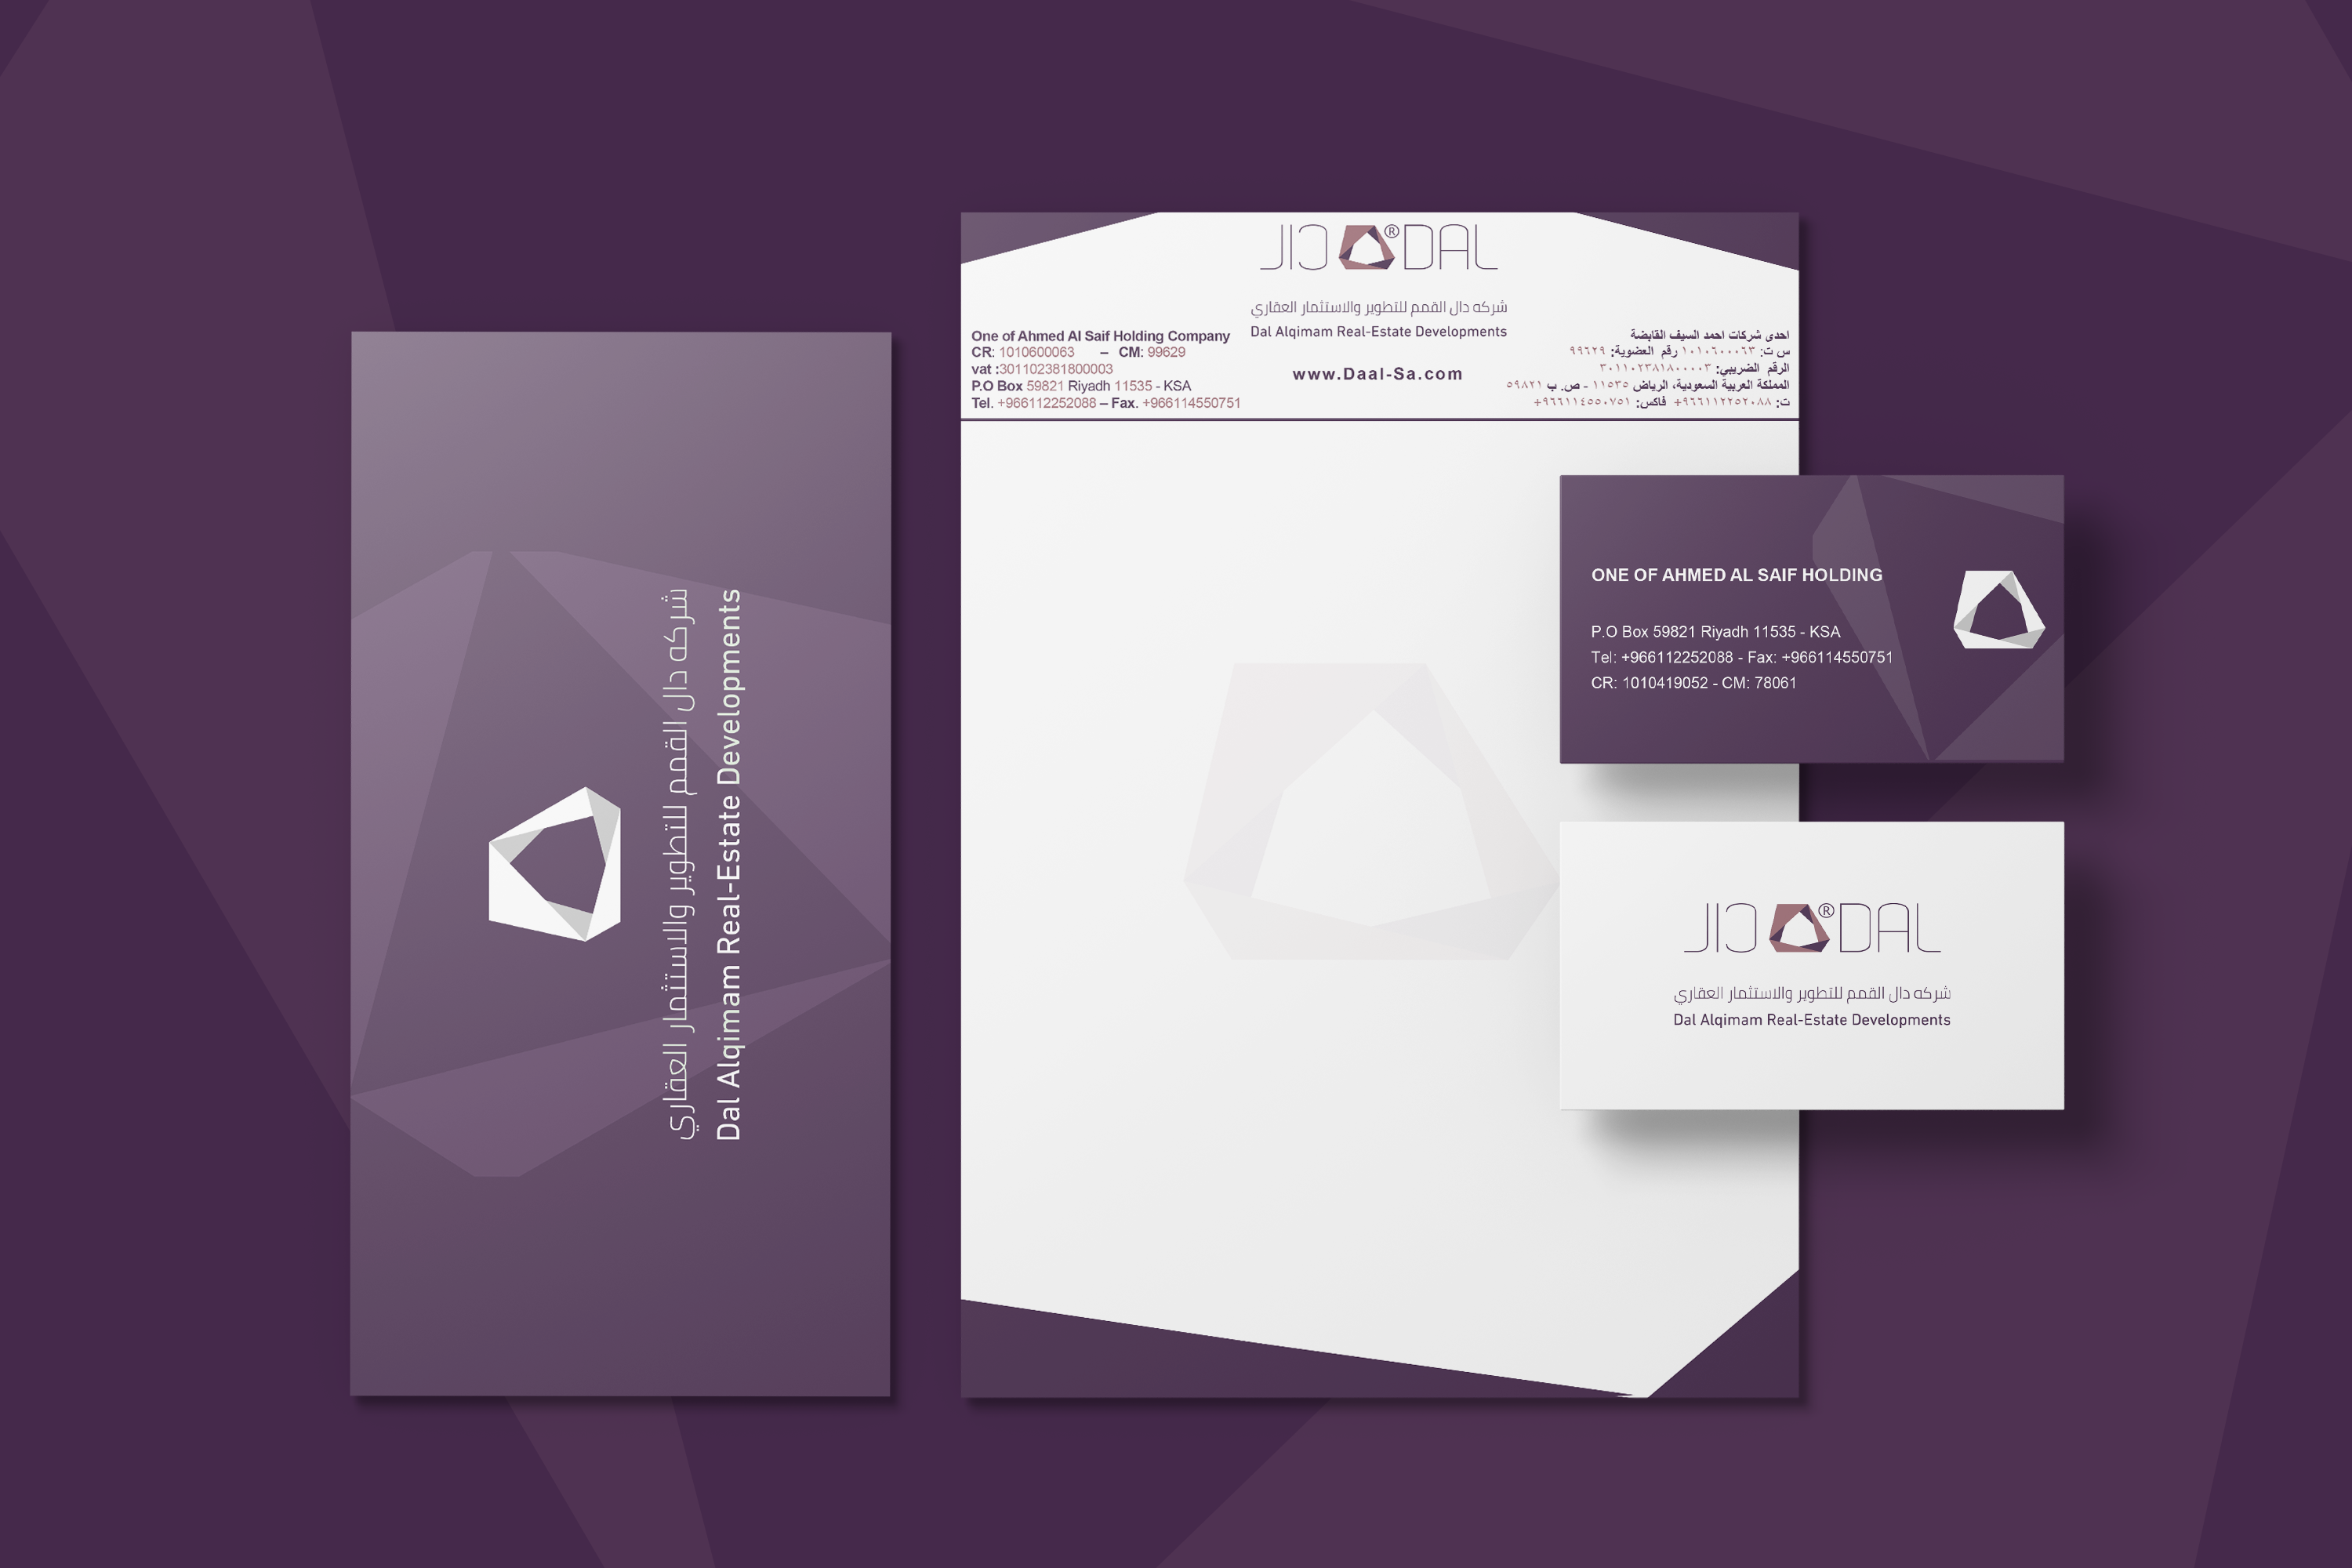 شركه دال القمم للتطوير والاستثمار العقاري
Dal Alqimam Real-Estate Developments
دال ® DAL
شركه دال القمم للتطوير والاستثمار العقاري
Dal Alqimam Real-Estate Developments
www.Daal-Sa.com
One of Ahmed Al Saif Holding Company
CR: 1010600063 – CM: 99629
vat :301102381800003
P.O Box 59821 Riyadh 11535 - KSA
Tel. +966112252088 – Fax. +966114550751
احدى شركات احمد السيف القابضة
س ت: ١٠١٠٦٠٠٠٦٣ رقم العضوية: ٩٩٦٢٩
الرقم الضريبي: ٣٠١١٠٢٣٨١٨٠٠٠٠٣
المملكة العربية السعودية، الرياض ١١٥٣٥ - ص. ب ٥٩٨٢١
ت: ٩٦٦١١٢٢٥٢٠٨٨+ فاكس: ٩٦٦١١٤٥٥٠٧٥١+
ONE OF AHMED AL SAIF HOLDING
P.O Box 59821 Riyadh 11535 - KSA
Tel: +966112252088 - Fax: +966114550751
CR: 1010419052 - CM: 78061
دال ® DAL
شركه دال القمم للتطوير والاستثمار العقاري
Dal Alqimam Real-Estate Developments